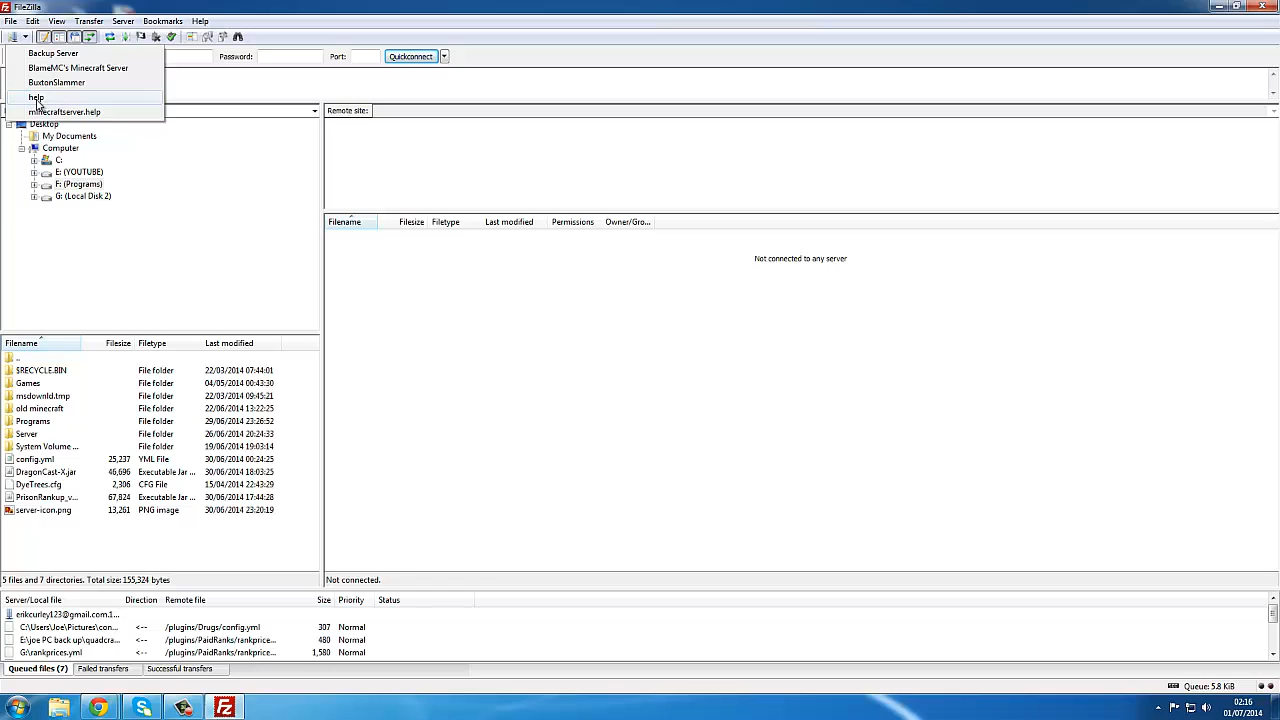 FileZilla
File Edit View Transfer Server Bookmarks Help
Password: Port: Quickconnect
Backup Server
BlameMC's Minecraft Server
BuxtonSlammer
help
minecraftserver.help
Remote site:
Desktop
My Documents
Computer
C:
E: (YOUTUBE)
F: (Programs)
G: (Local Disk 2)
Filename Filesize Filetype Last modified Permissions Owner/Gro...
Not connected to any server
Filename Filesize Filetype Last modified
..
$RECYCLE.BIN File folder 22/03/2014 07:44:01
Games File folder 04/05/2014 00:43:30
msdownld.tmp File folder 22/03/2014 09:45:21
old minecraft File folder 22/06/2014 13:22:25
Programs File folder 29/06/2014 23:26:52
Server File folder 26/06/2014 20:24:33
System Volume ... File folder 19/06/2014 19:03:14
config.yml 25,237 YML File 30/06/2014 00:24:25
DragonCast-X.jar 46,696 Executable Jar ... 30/06/2014 18:03:25
DyeTrees.cfg 2,306 CFG File 15/04/2014 22:43:29
PrisonRankup_v... 67,824 Executable Jar ... 30/06/2014 17:44:28
server-icon.png 13,261 PNG image 30/06/2014 23:20:19
5 files and 7 directories. Total size: 155,324 bytes
Not connected.
Server/Local file Direction Remote file Size Priority Status
erikcurley123@gmail.com.1...
C:\Users\Joe\Pictures\con... <-- /plugins/Drugs/config.yml 307 Normal
E:\joe PC back up\quadcra... <-- /plugins/PaidRanks/rankprice... 480 Normal
G:\rankprices.yml <-- /plugins/PaidRanks/rankprice... 1,580 Normal
Queued files (7) Failed transfers Successful transfers
Queue: 5.8 KiB
02:16
01/07/2014